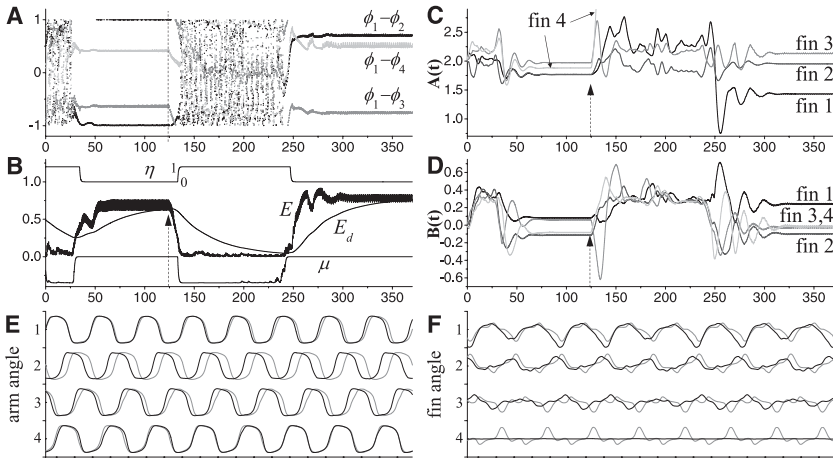 A
1
0
-1
ϕ1−ϕ2
ϕ1−ϕ4
ϕ1−ϕ3
0 50 100 150 200 250 300 350
B
1.0
0.5
0.0
η
1
0
E
Ed
μ
0 50 100 150 200 250 300 350
C
A(t)
2.5
2.0
1.5
1.0
fin 4
fin 3
fin 2
fin 1
0 50 100 150 200 250 300 350
D
B(t)
0.6
0.4
0.2
0.0
-0.2
-0.4
-0.6
fin 1
fin 3,4
fin 2
0 50 100 150 200 250 300 350
E
arm angle
1
2
3
4
F
fin angle
1
2
3
4